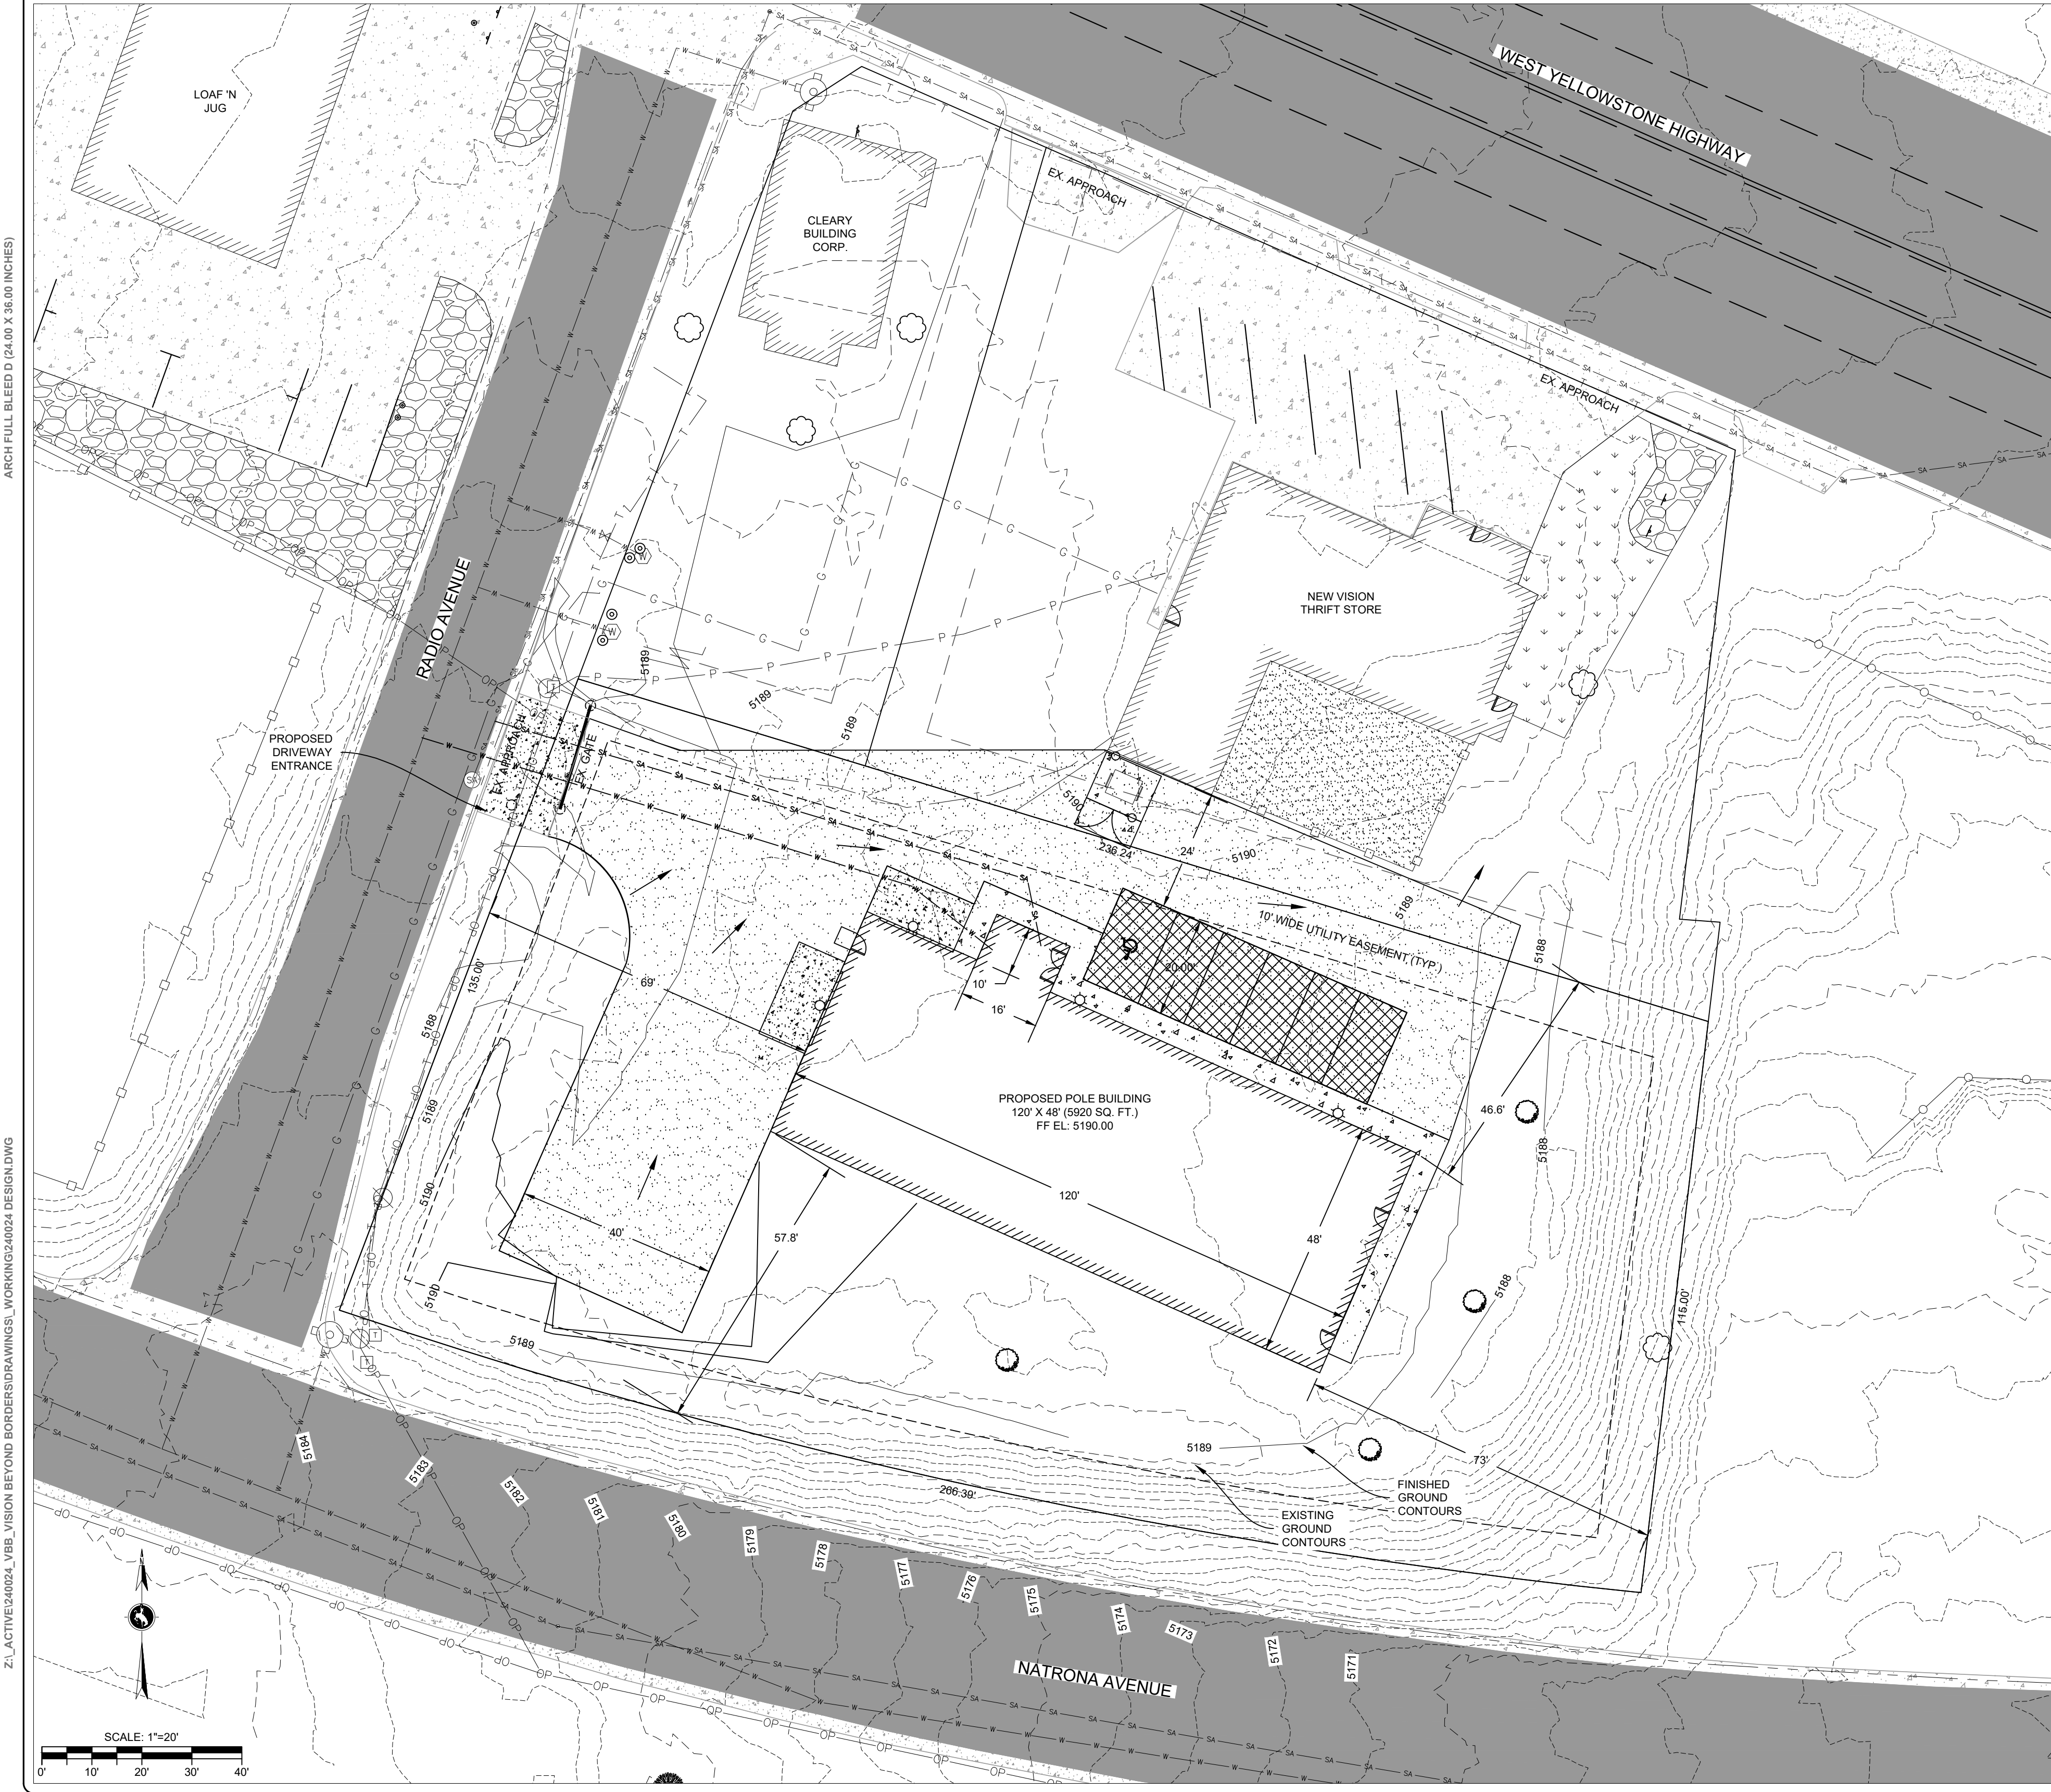 ARCH FULL BLEED D (24.00 X 36.00 INCHES)
Z:\_ACTIVE\240024_VBB_VISION BEYOND BORDERS\DRAWINGS\_WORKING\240024 DESIGN.DWG
LOAF 'N
JUG
WEST YELLOWSTONE HIGHWAY
CLEARY
BUILDING
CORP.
EX. APPROACH
EX. APPROACH
RADIO AVENUE
NEW VISION
THRIFT STORE
5189
5189
5189
PROPOSED
DRIVEWAY
ENTRANCE
EX. APPROACH
EX. GATE
5190
236.24'
24'
5190
5189
10' WIDE UTILITY EASEMENT (TYP.)
5188
20.00'
135.00'
69'
10'
16'
5188
46.6'
5189
5188
PROPOSED POLE BUILDING
120' X 48' (5920 SQ. FT.)
FF EL: 5190.00
5190
120'
40'
57.8'
48'
5188
5190
115.00'
5189
5189
73'
FINISHED
GROUND
CONTOURS
EXISTING
GROUND
CONTOURS
266.39'
5184
5183
5182
5181
5180
5179
5178
5177
5176
5175
5174
5173
5172
5171
NATRONA AVENUE
N
SCALE: 1"=20'
0' 10' 20' 30' 40'